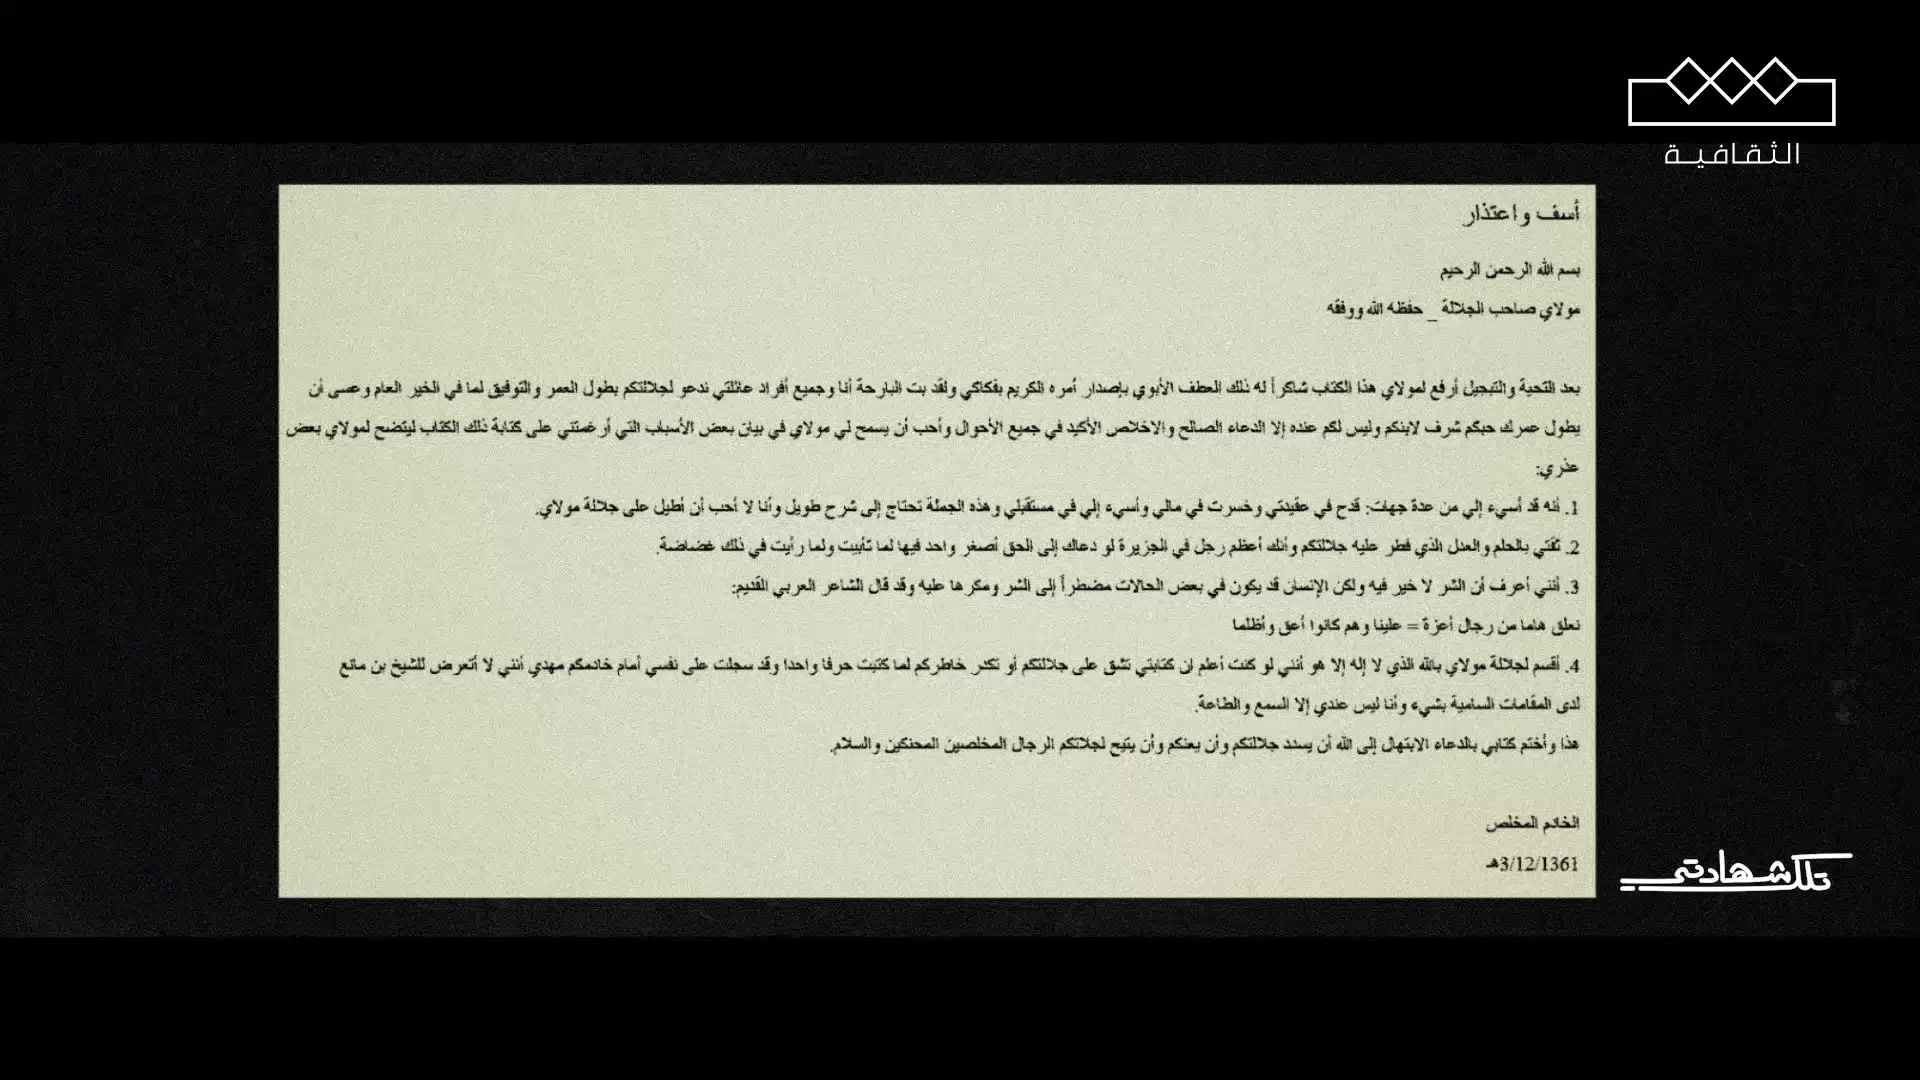 الثقافية
أسف واعتذار
بسم الله الرحمن الرحيم
مولاي صاحب الجلالة _ حفظه الله ووفقه
بعد التحية والتبجيل أرفع لمولاي هذا الكتاب شاكراً له ذلك العطف الأبوي بإصدار أمره الكريم بفكاكي ولقد بت البارحة أنا وجميع أفراد عائلتي ندعو لجلالتكم بطول العمر والتوفيق لما في الخير العام وعسى أن
يطول عمرك حبكم شرف لابنكم وليس لكم عنده إلا الدعاء الصالح والاخلاص الأكيد في جميع الأحوال وأحب أن يسمح لي مولاي في بيان بعض الأسباب التي أرغمتني على كتابة ذلك الكتاب ليتضح لمولاي بعض
عذري:
1. أنه قد أسيء إلي من عدة جهات: قدح في عقيدتي وخسرت في مالي وأسيء إلي في مستقبلي وهذه الجملة تحتاج إلى شرح طويل وأنا لا أحب أن أطيل على جلالة مولاي.
2. ثقتي بالحلم والعدل الذي فطر عليه جلالتكم وأنك أعظم رجل في الجزيرة لو دعاك إلى الحق أصغر واحد فيها لما تأبيت ولما رأيت في ذلك غضاضة.
3. أنني أعرف أن الشر لا خير فيه ولكن الإنسان قد يكون في بعض الحالات مضطراً إلى الشر ومكرها عليه وقد قال الشاعر العربي القديم:
نعلق هاما من رجال أعزة = علينا وهم كانوا أعق وأظلما
4. أقسم لجلالة مولاي بالله الذي لا إله إلا هو أنني لو كنت أعلم ان كتابتي تشق على جلالتكم أو تكدر خاطركم لما كتبت حرفا واحدا وقد سجلت على نفسي أمام خادمكم مهدي أنني لا أتعرض للشيخ بن مانع
لدى المقامات السامية بشيء وأنا ليس عندي إلا السمع والطاعة.
هذا وأختم كتابي بالدعاء الابتهال إلى الله أن يسدد جلالتكم وأن يعنكم وأن يتيح لجلاتكم الرجال المخلصين المحنكين والسلام.
الخادم المخلص
3/12/1361هـ
تلك شهادتي